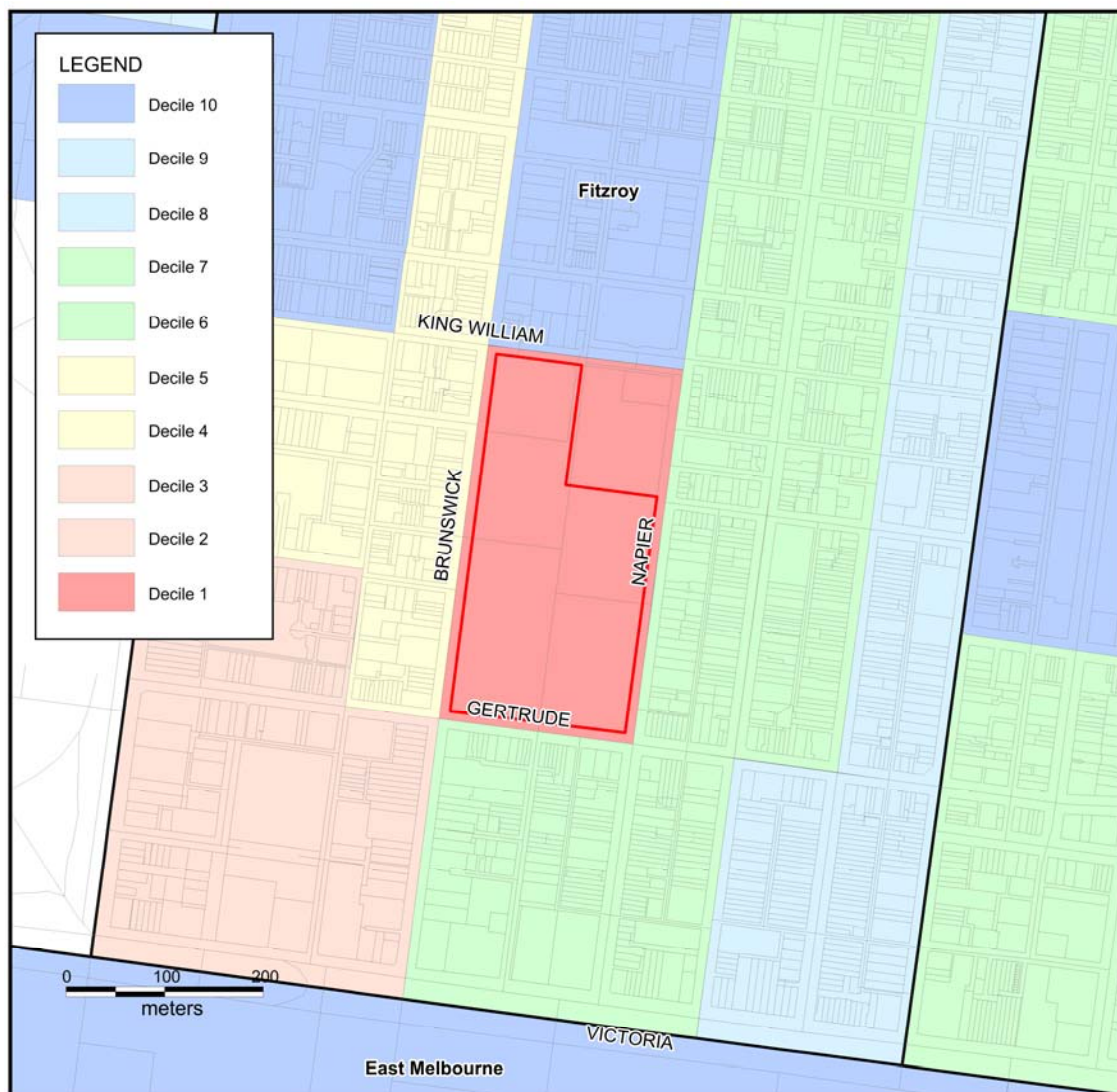 LEGEND
Decile 10
Decile 9
Decile 8
Decile 7
Decile 6
Decile 5
Decile 4
Decile 3
Decile 2
Decile 1
Fitzroy
KING WILLIAM
BRUNSWICK
NAPIER
GERTRUDE
0 100 200
meters
VICTORIA
East Melbourne